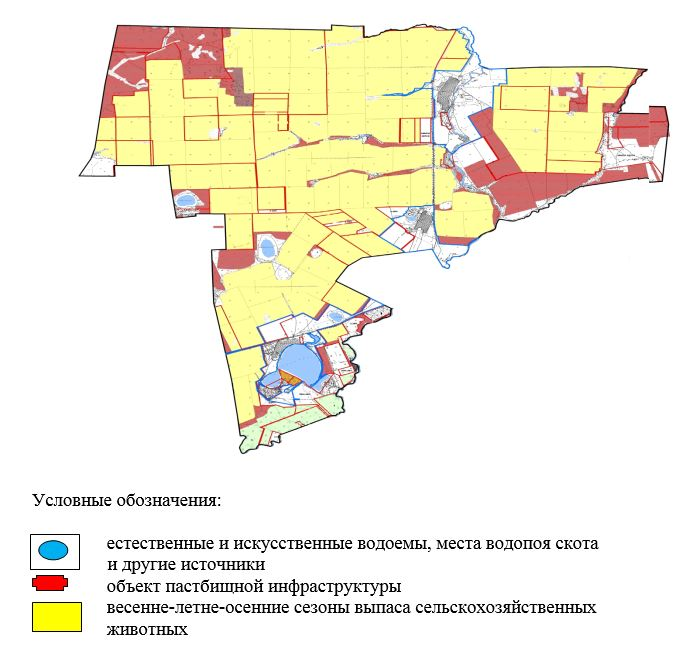 Условные обозначения:
естественные и искусственные водоемы, места водопоя скота
и другие источники
объект пастбищной инфраструктуры
весенне-летне-осенние сезоны выпаса сельскохозяйственных
животных